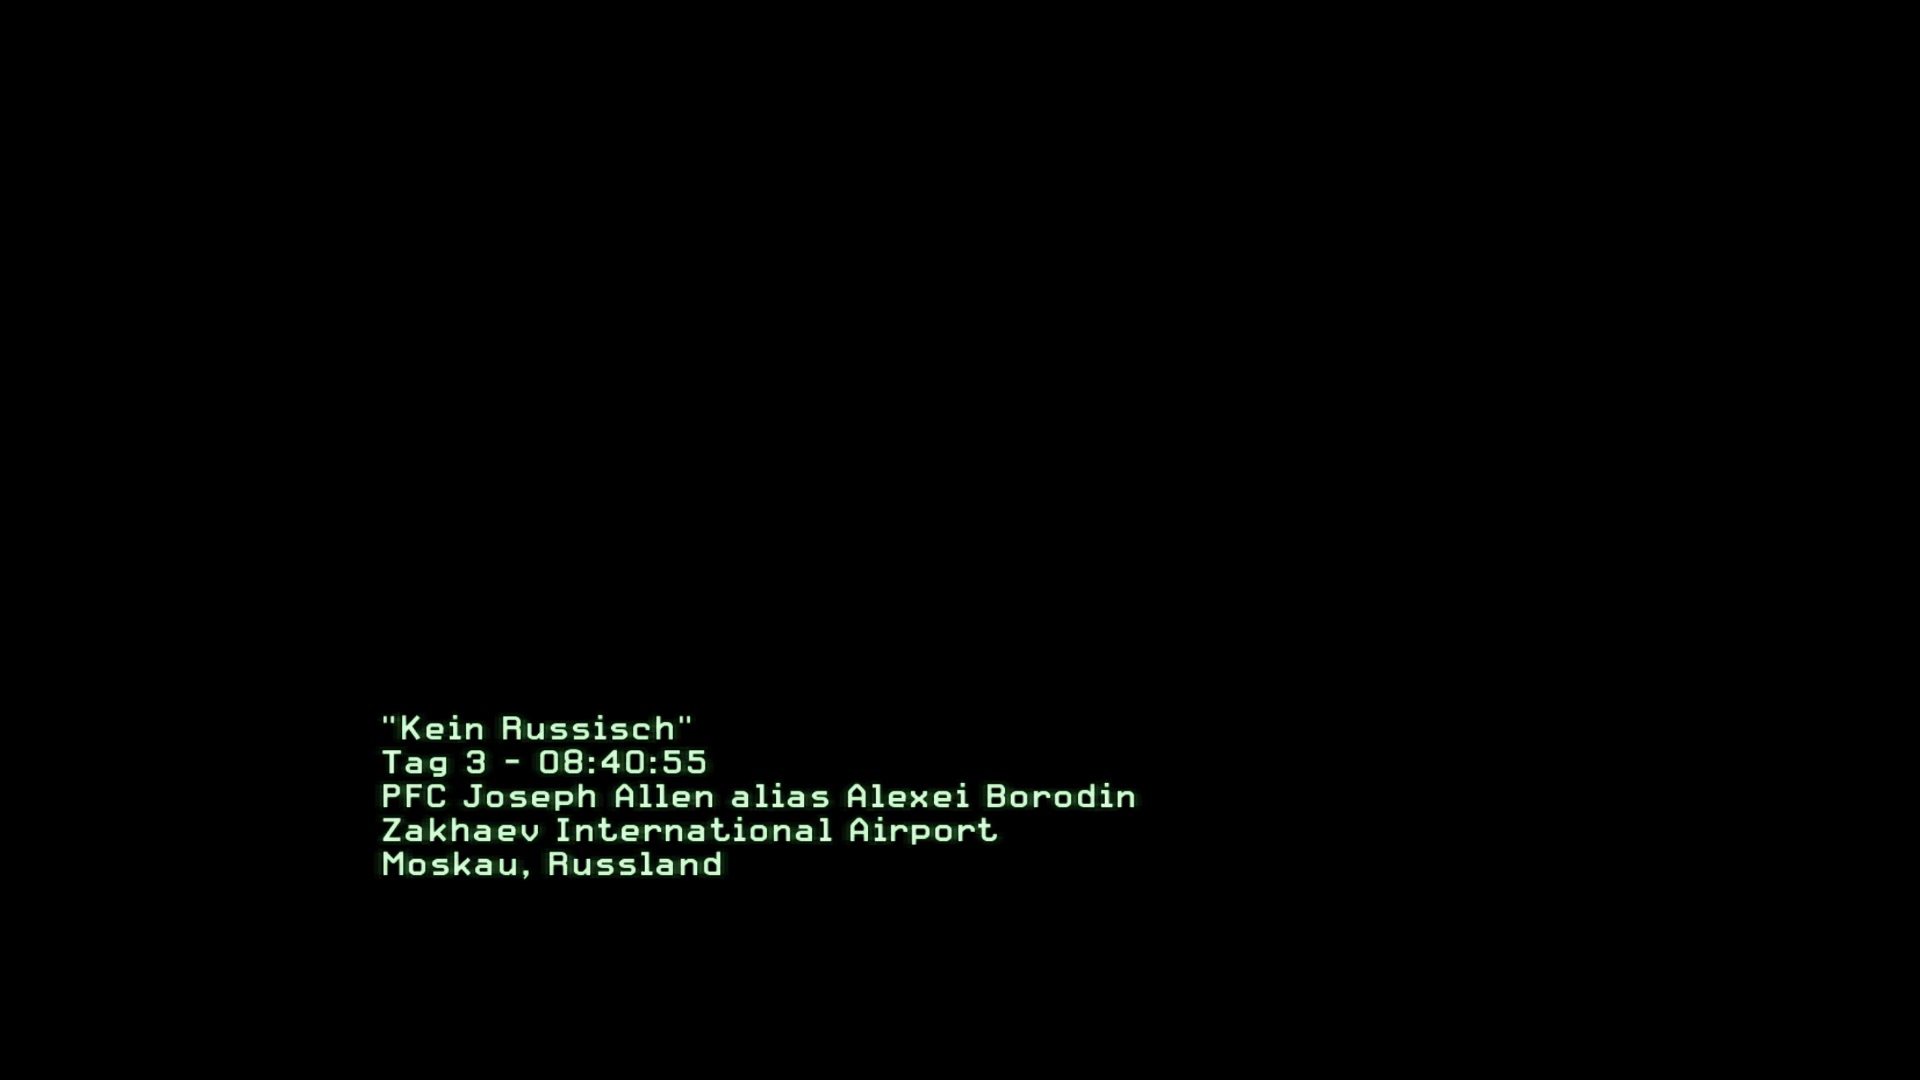 "Kein Russisch"
Tag 3 - 08:40:55
PFC Joseph Allen alias Alexei Borodin
Zakhaev International Airport
Moskau, Russland